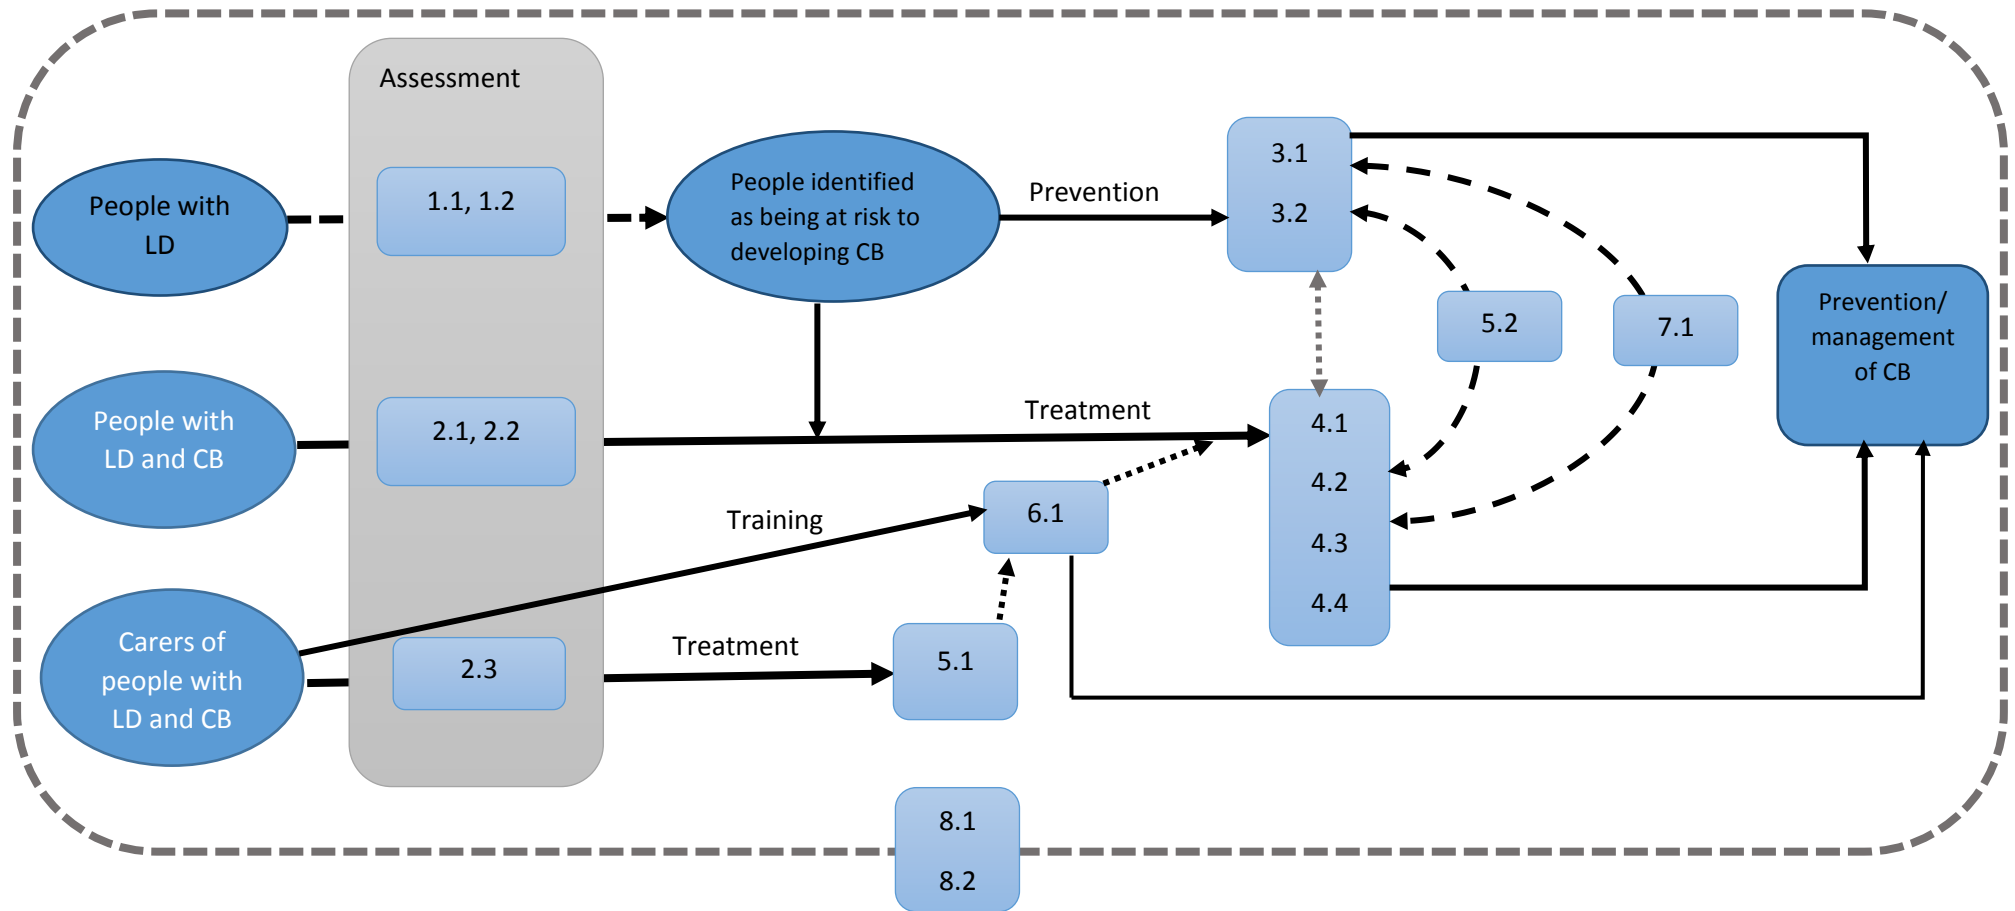 Assessment
People with
LD
1.1, 1.2
People identified
as being at risk to
developing CB
Prevention
3.1
3.2
5.2
7.1
Prevention/
management
of CB
People with
LD and CB
2.1, 2.2
Treatment
4.1
4.2
4.3
4.4
Training
6.1
Carers of
people with
LD and CB
2.3
Treatment
5.1
8.1
8.2